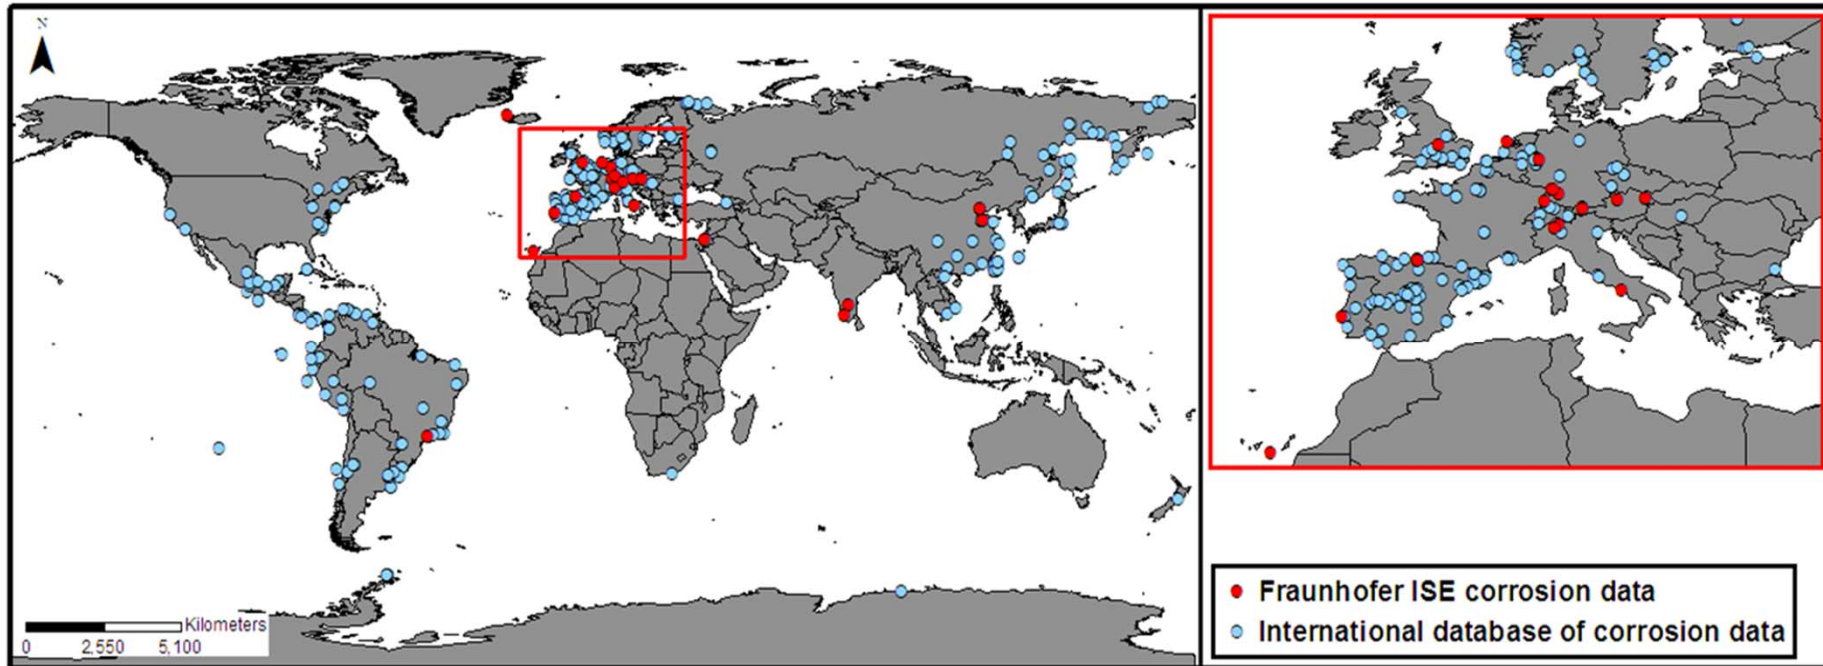 N
Kilometers
0 2,550 5,100
Fraunhofer ISE corrosion data
International database of corrosion data